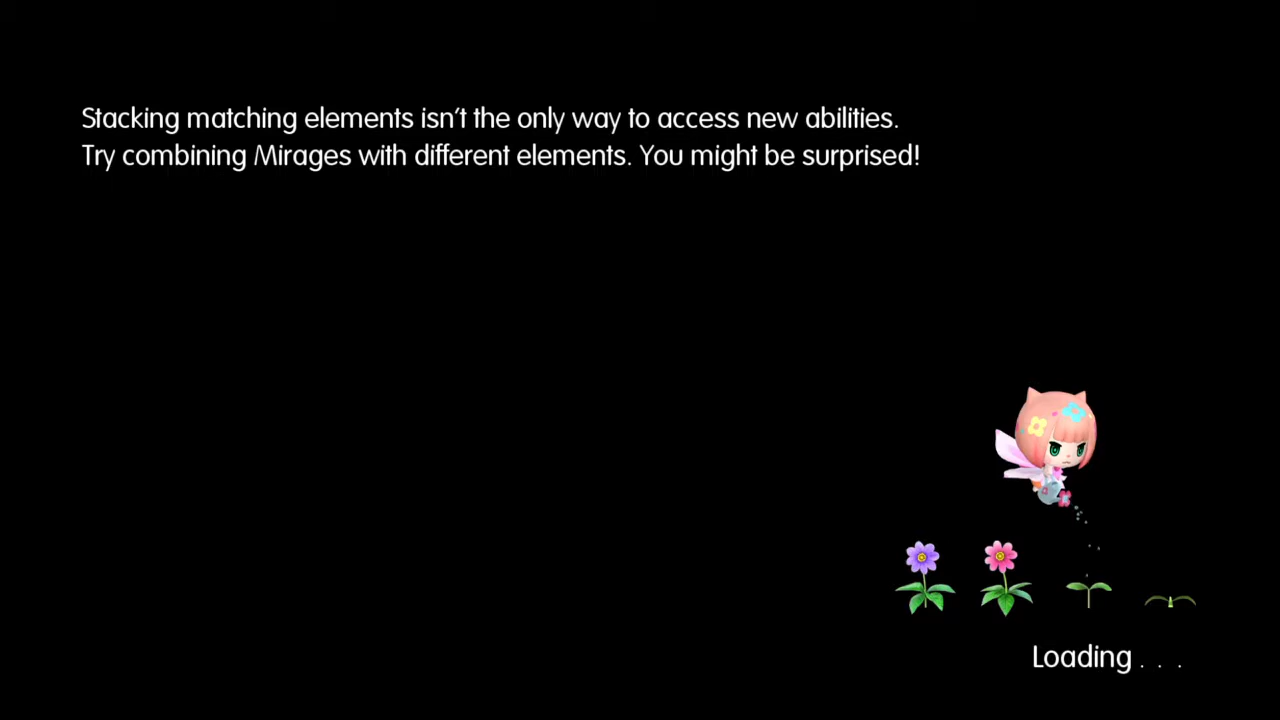 Stacking matching elements isn't the only way to access new abilities.
Try combining Mirages with different elements. You might be surprised!
Loading . . .